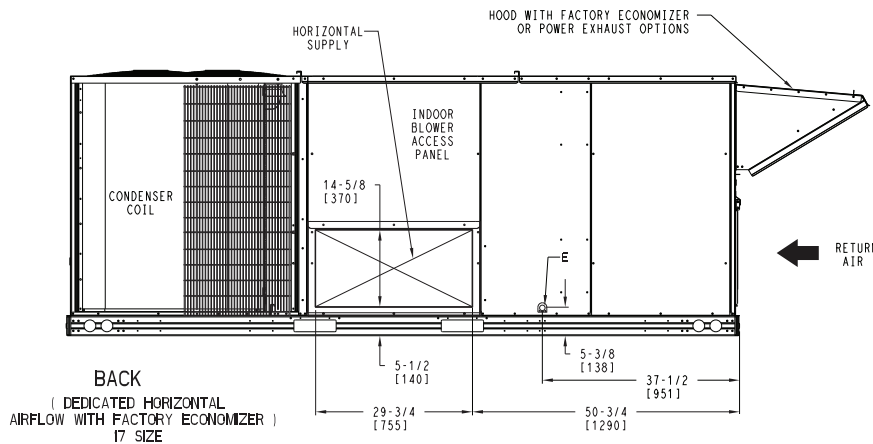 HOOD WITH FACTORY ECONOMIZER
OR POWER EXHAUST OPTIONS
HORIZONTAL
SUPPLY
INDOOR
BLOWER
ACCESS
PANEL
CONDENSER
COIL
14-5/8
[370]
E
RETURN
AIR
5-1/2
[140]
5-3/8
[138]
37-1/2
[951]
29-3/4
[755]
50-3/4
[1290]
BACK
( DEDICATED HORIZONTAL
AIRFLOW WITH FACTORY ECONOMIZER )
17 SIZE